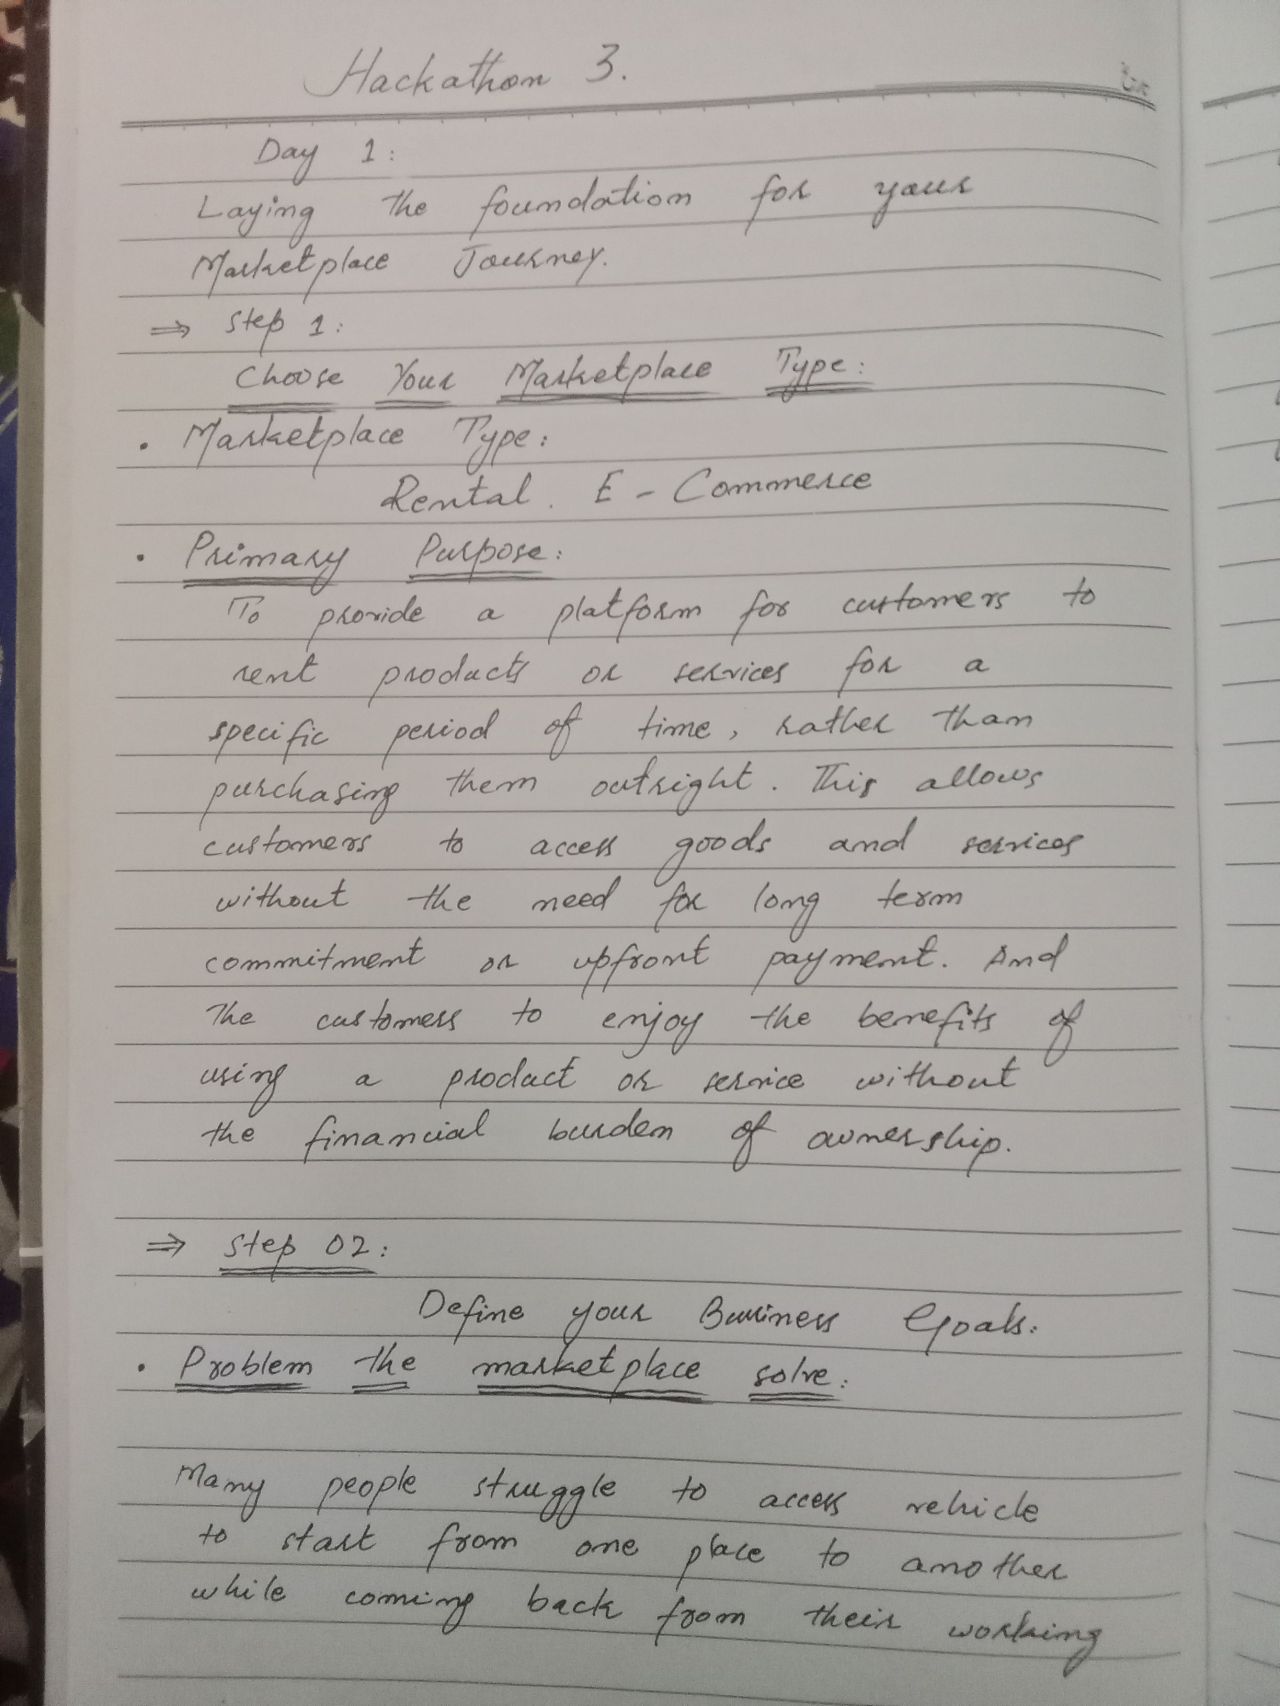 Hackathon 3.
Day 1:
Laying the foundation for your
Marketplace Journey.
⇒ Step 1:
Choose Your Marketplace Type:
• Marketplace Type:
Rental. E - Commerce
• Primary Purpose:
To provide a platform for customers to
rent products or services for a
specific period of time, rather than
purchasing them outright. This allows
customers to access goods and services
without the need for long term
commitment or upfront payment. And
the customers to enjoy the benefits of
using a product or service without
the financial burden of ownership.
⇒ Step 02:
Define your Business Goals:
• Problem the marketplace solve:
Many people struggle to access vehicle
to start from one place to another
while coming back from their working